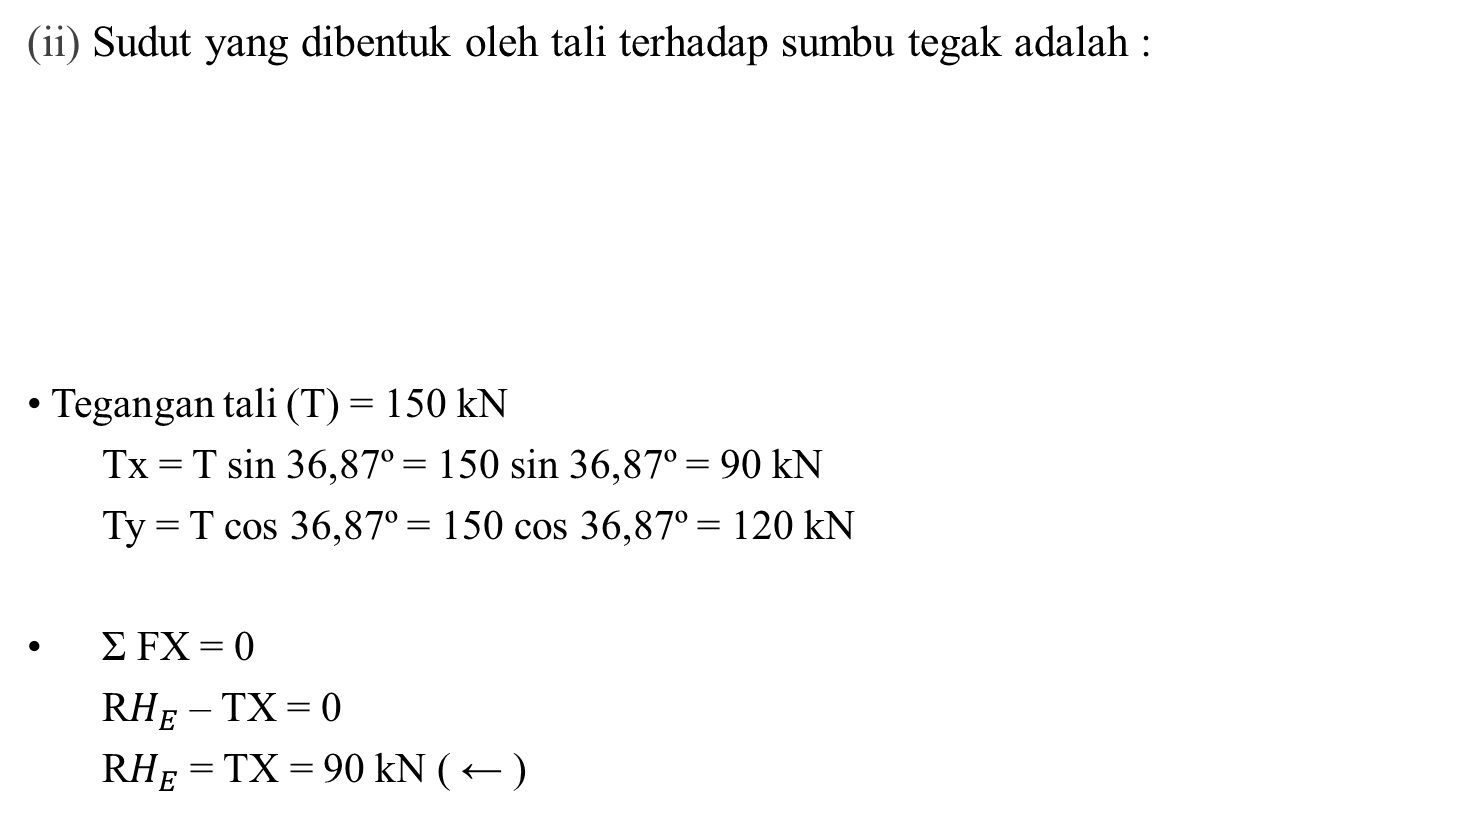 (ii) Sudut yang dibentuk oleh tali terhadap sumbu tegak adalah :
• Tegangan tali (T) = 150 kN
Tx = T sin 36,87º = 150 sin 36,87º = 90 kN
Ty = T cos 36,87º = 150 cos 36,87º = 120 kN
• Σ FX = 0
R𝐻𝐸 – TX = 0
R𝐻𝐸 = TX = 90 kN ( ← )